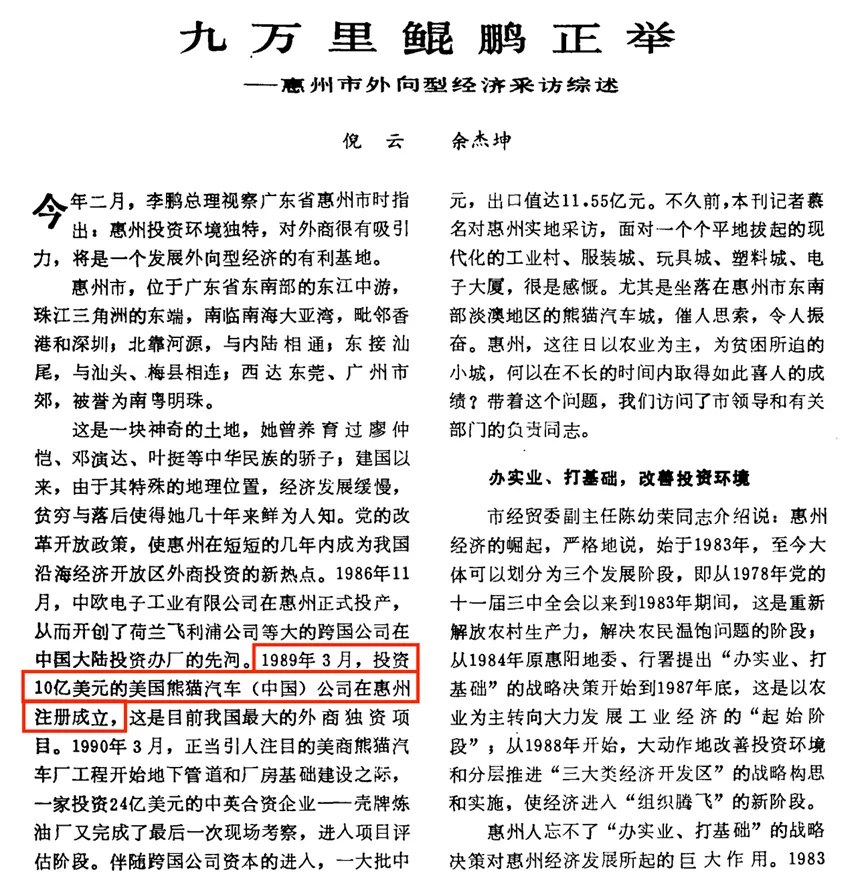 九万里鲲鹏正举
——惠州市外向型经济采访综述
倪 云 余杰坤
今年二月，李鹏总理视察广东省惠州市时指
出：惠州投资环境独特，对外商很有吸引
力，将是一个发展外向型经济的有利基地。
惠州市，位于广东省东南部的东江中游，
珠江三角洲的东端，南临南海大亚湾，毗邻香
港和深圳；北靠河源，与内陆相通；东接汕
尾，与汕头、梅县相连；西达东莞、广州市
郊，被誉为南粤明珠。
这是一块神奇的土地，她曾养育过廖仲
恺、邓演达、叶挺等中华民族的骄子；建国以
来，由于其特殊的地理位置，经济发展缓慢，
贫穷与落后使得她几十年来鲜为人知。党的改
革开放政策，使惠州在短短的几年内成为我国
沿海经济开放区外商投资的新热点。1986年11
月，中欧电子工业有限公司在惠州正式投产，
从而开创了荷兰飞利浦公司等大的跨国公司在
中国大陆投资办厂的先河。1989年3月，投资
10亿美元的美国熊猫汽车（中国）公司在惠州
注册成立，这是目前我国最大的外商独资项
目。1990年3月，正当引人注目的美商熊猫汽
车厂工程开始地下管道和厂房基础建设之际，
一家投资24亿美元的中英合资企业——壳牌炼
油厂又完成了最后一次现场考察，进入项目评
估阶段。伴随跨国公司资本的进入，一大批中
元，出口值达11.55亿元。不久前，本刊记者慕
名对惠州实地采访，面对一个个平地拔起的现
代化的工业村、服装城、玩具城、塑料城、电
子大厦，很是感慨。尤其是坐落在惠州市东南
部淡澳地区的熊猫汽车城，催人思索，令人振
奋。惠州，这往日以农业为主，为贫困所迫的
小城，何以在不长的时间内取得如此喜人的成
绩？带着这个问题，我们访问了市领导和有关
部门的负责同志。
办实业、打基础，改善投资环境
市经贸委副主任陈幼荣同志介绍说：惠州
经济的崛起，严格地说，始于1983年，至今大
体可以划分为三个发展阶段，即从1978年党的
十一届三中全会以来到1983年期间，这是重新
解放农村生产力，解决农民温饱问题的阶段；
从1984年原惠阳地委、行署提出“办实业、打
基础”的战略决策开始到1987年底，这是以农
业为主转向大力发展工业经济的“起始阶
段”；从1988年开始，大动作地改善投资环境
和分层推进“三大类经济开发区”的战略构思
和实施，使经济进入“组织腾飞”的新阶段。
惠州人忘不了“办实业、打基础”的战略
决策对惠州经济发展所起的巨大作用。1983